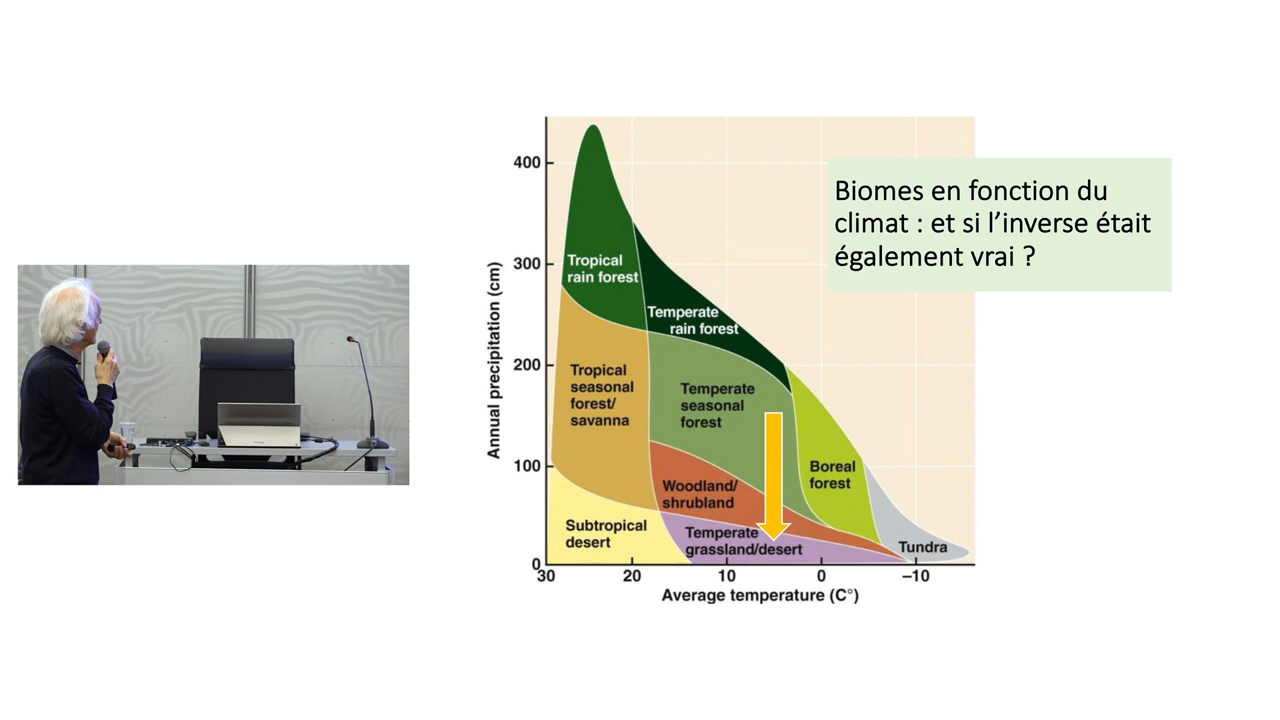 Biomes en fonction du
climat : et si l’inverse était
également vrai ?
Annual precipitation (cm)
400
300
200
100
0
Tropical
rain forest
Temperate
rain forest
Tropical
seasonal
forest/
savanna
Temperate
seasonal
forest
Boreal
forest
Woodland/
shrubland
Subtropical
desert
Temperate
grassland/desert
Tundra
30 20 10 0 –10
Average temperature (C°)